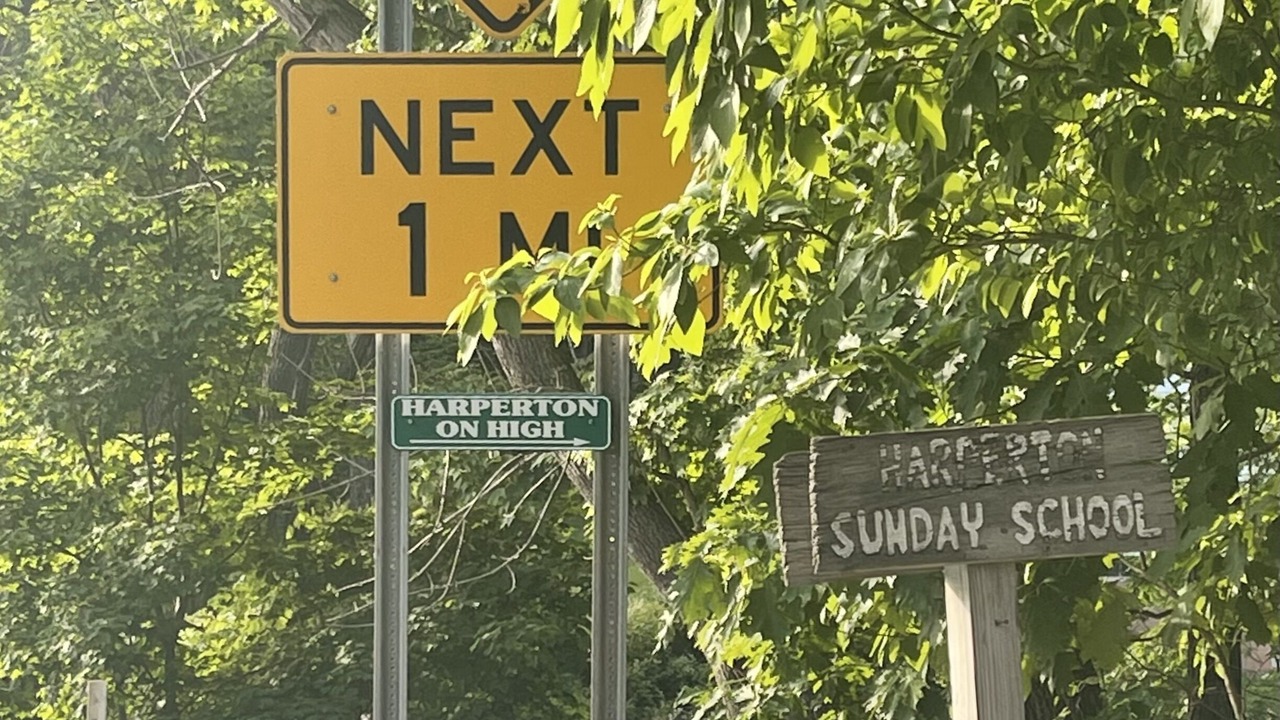 NEXT
1 MI
HARPERTON
ON HIGH
HARPERTON
SUNDAY SCHOOL